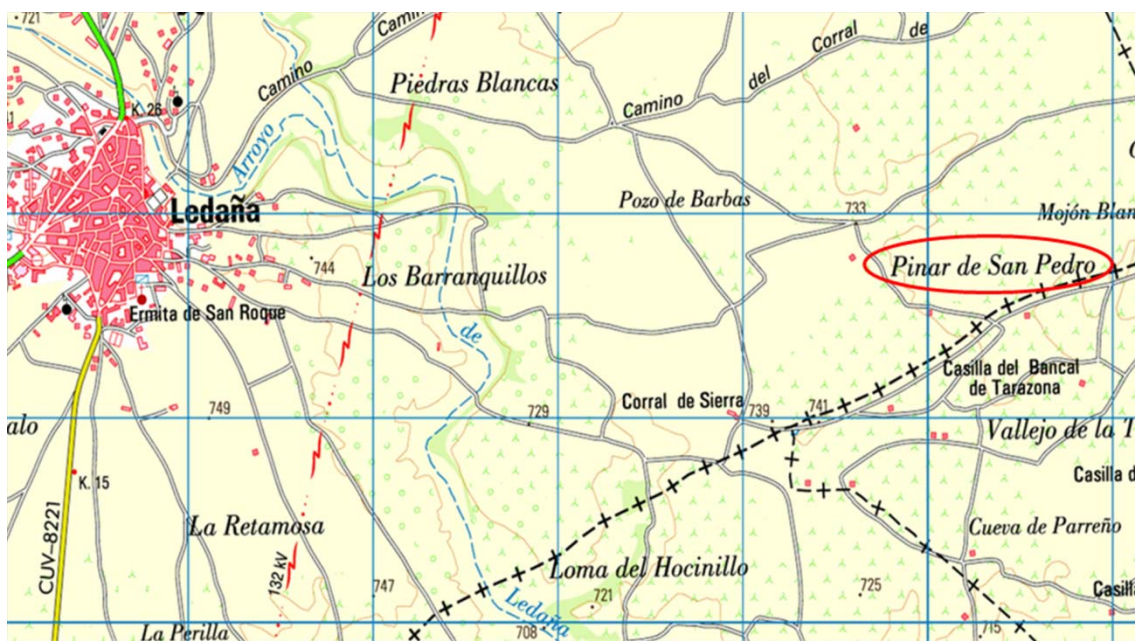 721
Camino
Camino
Corral de
Piedras Blancas
K. 26
Camino del
Arroyo
Ledaña
Pozo de Barbas
733
Mojón Blan
Pinar de San Pedro
744
Los Barranquillos
Ermita de San Roque
de
Casilla del Bancal
de Tarazona
Corral de Sierra
739
741
749
729
alo
Vallejo de la T
K. 15
Casilla d
CUV-8221
La Retamosa
Cueva de Parreño
132 kV
747
Loma del Hocinillo
725
Casill
Ledaña
721
La Perilla
708
715